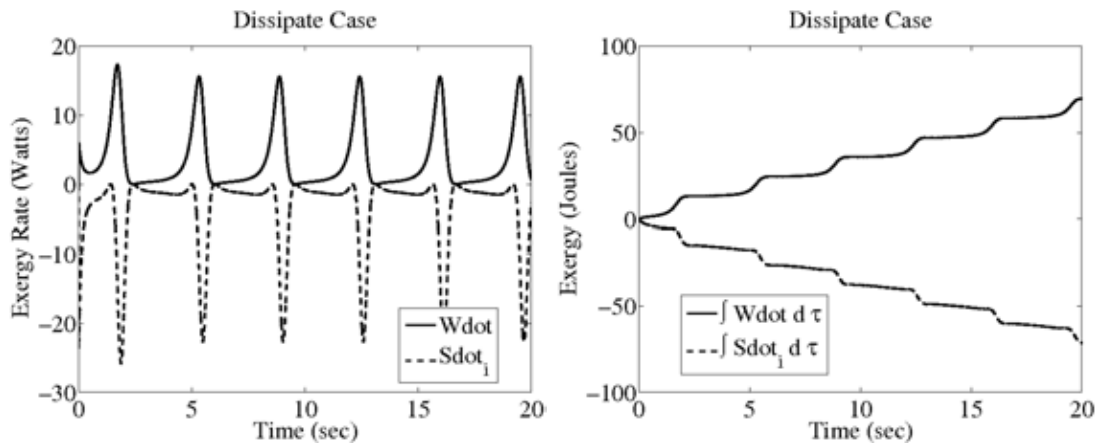 Dissipate Case
20
10
0
−10
−20
−30
Exergy Rate (Watts)
0
5
10
15
20
Time (sec)
Wdot
Sdot_i
Dissipate Case
100
50
0
−50
−100
Exergy (Joules)
0
5
10
15
20
Time (sec)
∫ Wdot d τ
∫ Sdot_i d τ